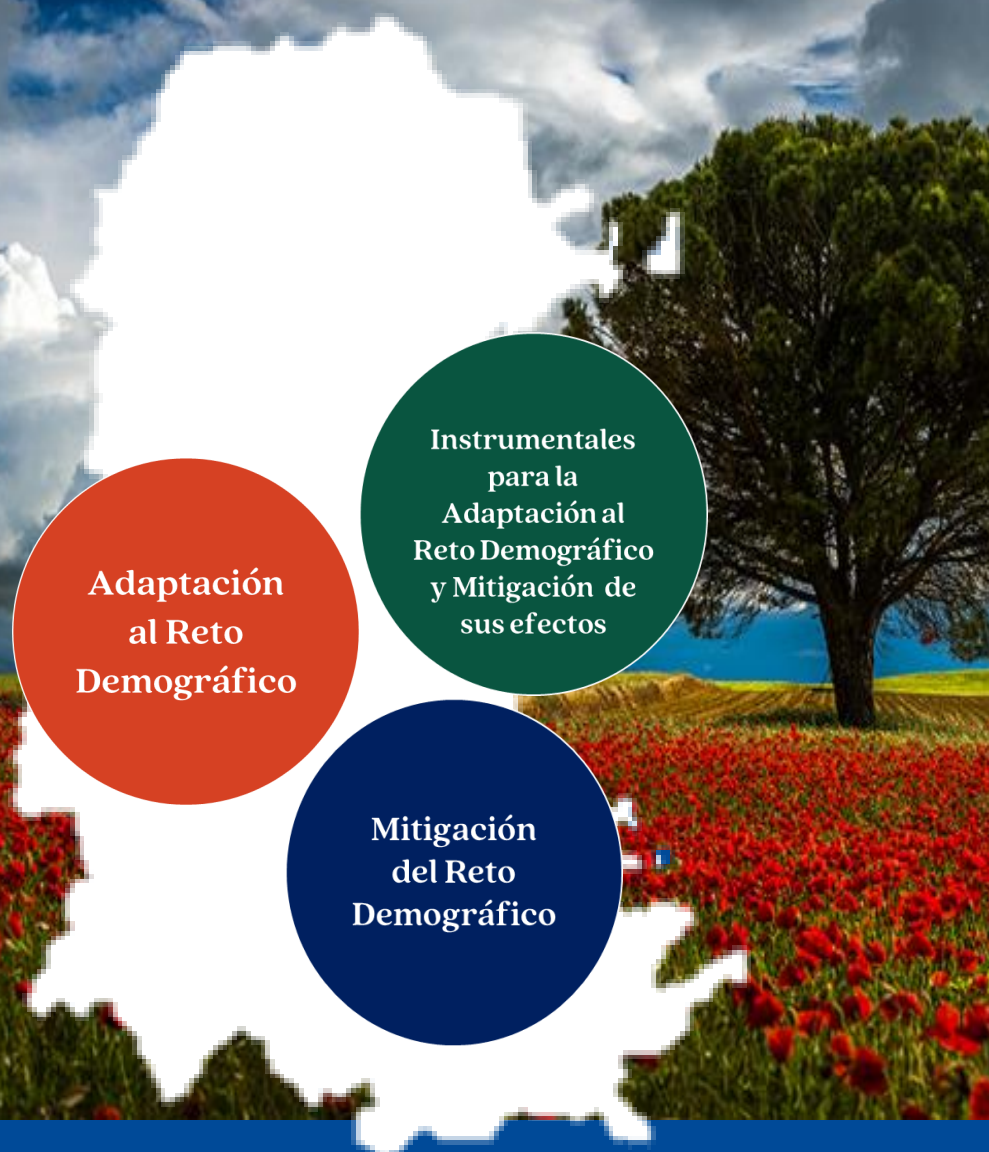 Instrumentales
para la
Adaptación al
Reto Demográfico
y Mitigación de
sus efectos
Adaptación
al Reto
Demográfico
Mitigación
del Reto
Demográfico